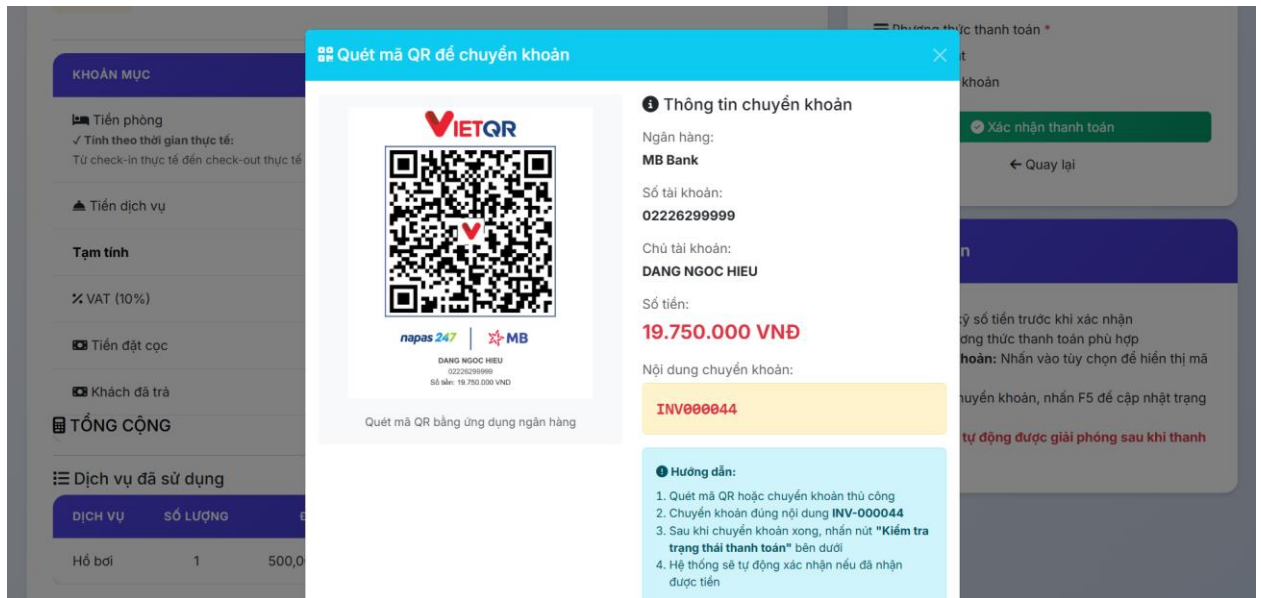 Phương thức thanh toán *
khoản
Xác nhận thanh toán
← Quay lại
KHOẢN MỤC
Tiền phòng
✓ Tính theo thời gian thực tế:
Từ check-in thực tế đến check-out thực tế
Tiền dịch vụ
Tạm tính
VAT (10%)
Tiền đặt cọc
Khách đã trả
TỔNG CỘNG
Dịch vụ đã sử dụng
DỊCH VỤ SỐ LƯỢNG
Hồ bơi 1 500,0
Quét mã QR để chuyển khoản
VIETQR
napas 247 MB
DANG NGOC HIEU
02226299999
Số tiền: 19.750.000 VND
Quét mã QR bằng ứng dụng ngân hàng
Thông tin chuyển khoản
Ngân hàng:
MB Bank
Số tài khoản:
02226299999
Chủ tài khoản:
DANG NGOC HIEU
Số tiền:
19.750.000 VNĐ
Nội dung chuyển khoản:
INV000044
Hướng dẫn:
1. Quét mã QR hoặc chuyển khoản thủ công
2. Chuyển khoản đúng nội dung INV-000044
3. Sau khi chuyển khoản xong, nhấn nút "Kiểm tra
trạng thái thanh toán" bên dưới
4. Hệ thống sẽ tự động xác nhận nếu đã nhận
được tiền
kỹ số tiền trước khi xác nhận
ơng thức thanh toán phù hợp
hoản: Nhấn vào tùy chọn để hiển thị mã
huyển khoản, nhấn F5 để cập nhật trạng
tự động được giải phóng sau khi thanh